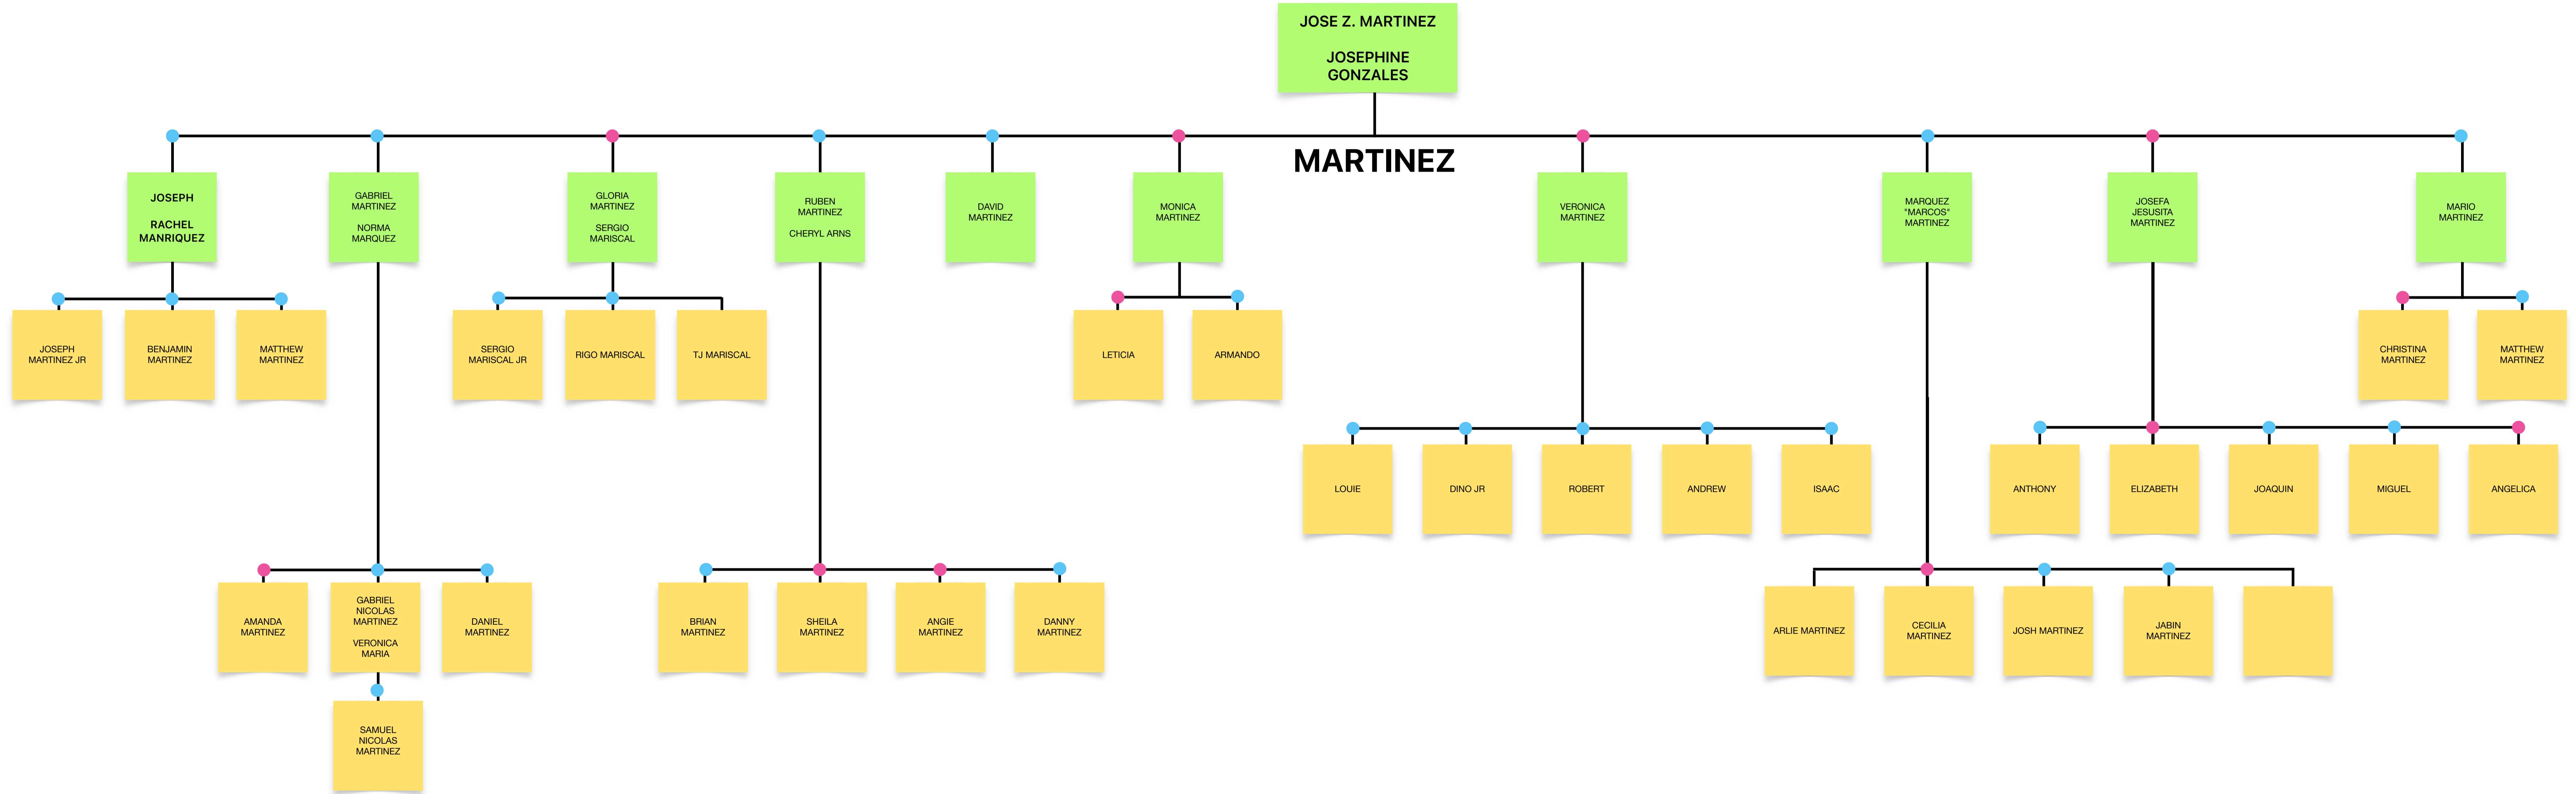 JOSE Z. MARTINEZ
JOSEPHINE
GONZALES
MARTINEZ
JOSEPH
RACHEL
MANRIQUEZ
GABRIEL
MARTINEZ
NORMA
MARQUEZ
GLORIA
MARTINEZ
SERGIO
MARISCAL
RUBEN
MARTINEZ
CHERYL ARNS
DAVID
MARTINEZ
MONICA
MARTINEZ
VERONICA
MARTINEZ
MARQUEZ
"MARCOS"
MARTINEZ
JOSEFA
JESUSITA
MARTINEZ
MARIO
MARTINEZ
JOSEPH
MARTINEZ JR
BENJAMIN
MARTINEZ
MATTHEW
MARTINEZ
SERGIO
MARISCAL JR
RIGO MARISCAL
TJ MARISCAL
LETICIA
ARMANDO
CHRISTINA
MARTINEZ
MATTHEW
MARTINEZ
LOUIE
DINO JR
ROBERT
ANDREW
ISAAC
ANTHONY
ELIZABETH
JOAQUIN
MIGUEL
ANGELICA
AMANDA
MARTINEZ
GABRIEL
NICOLAS
MARTINEZ
VERONICA
MARIA
DANIEL
MARTINEZ
BRIAN
MARTINEZ
SHEILA
MARTINEZ
ANGIE
MARTINEZ
DANNY
MARTINEZ
ARLIE MARTINEZ
CECILIA
MARTINEZ
JOSH MARTINEZ
JABIN
MARTINEZ
SAMUEL
NICOLAS
MARTINEZ